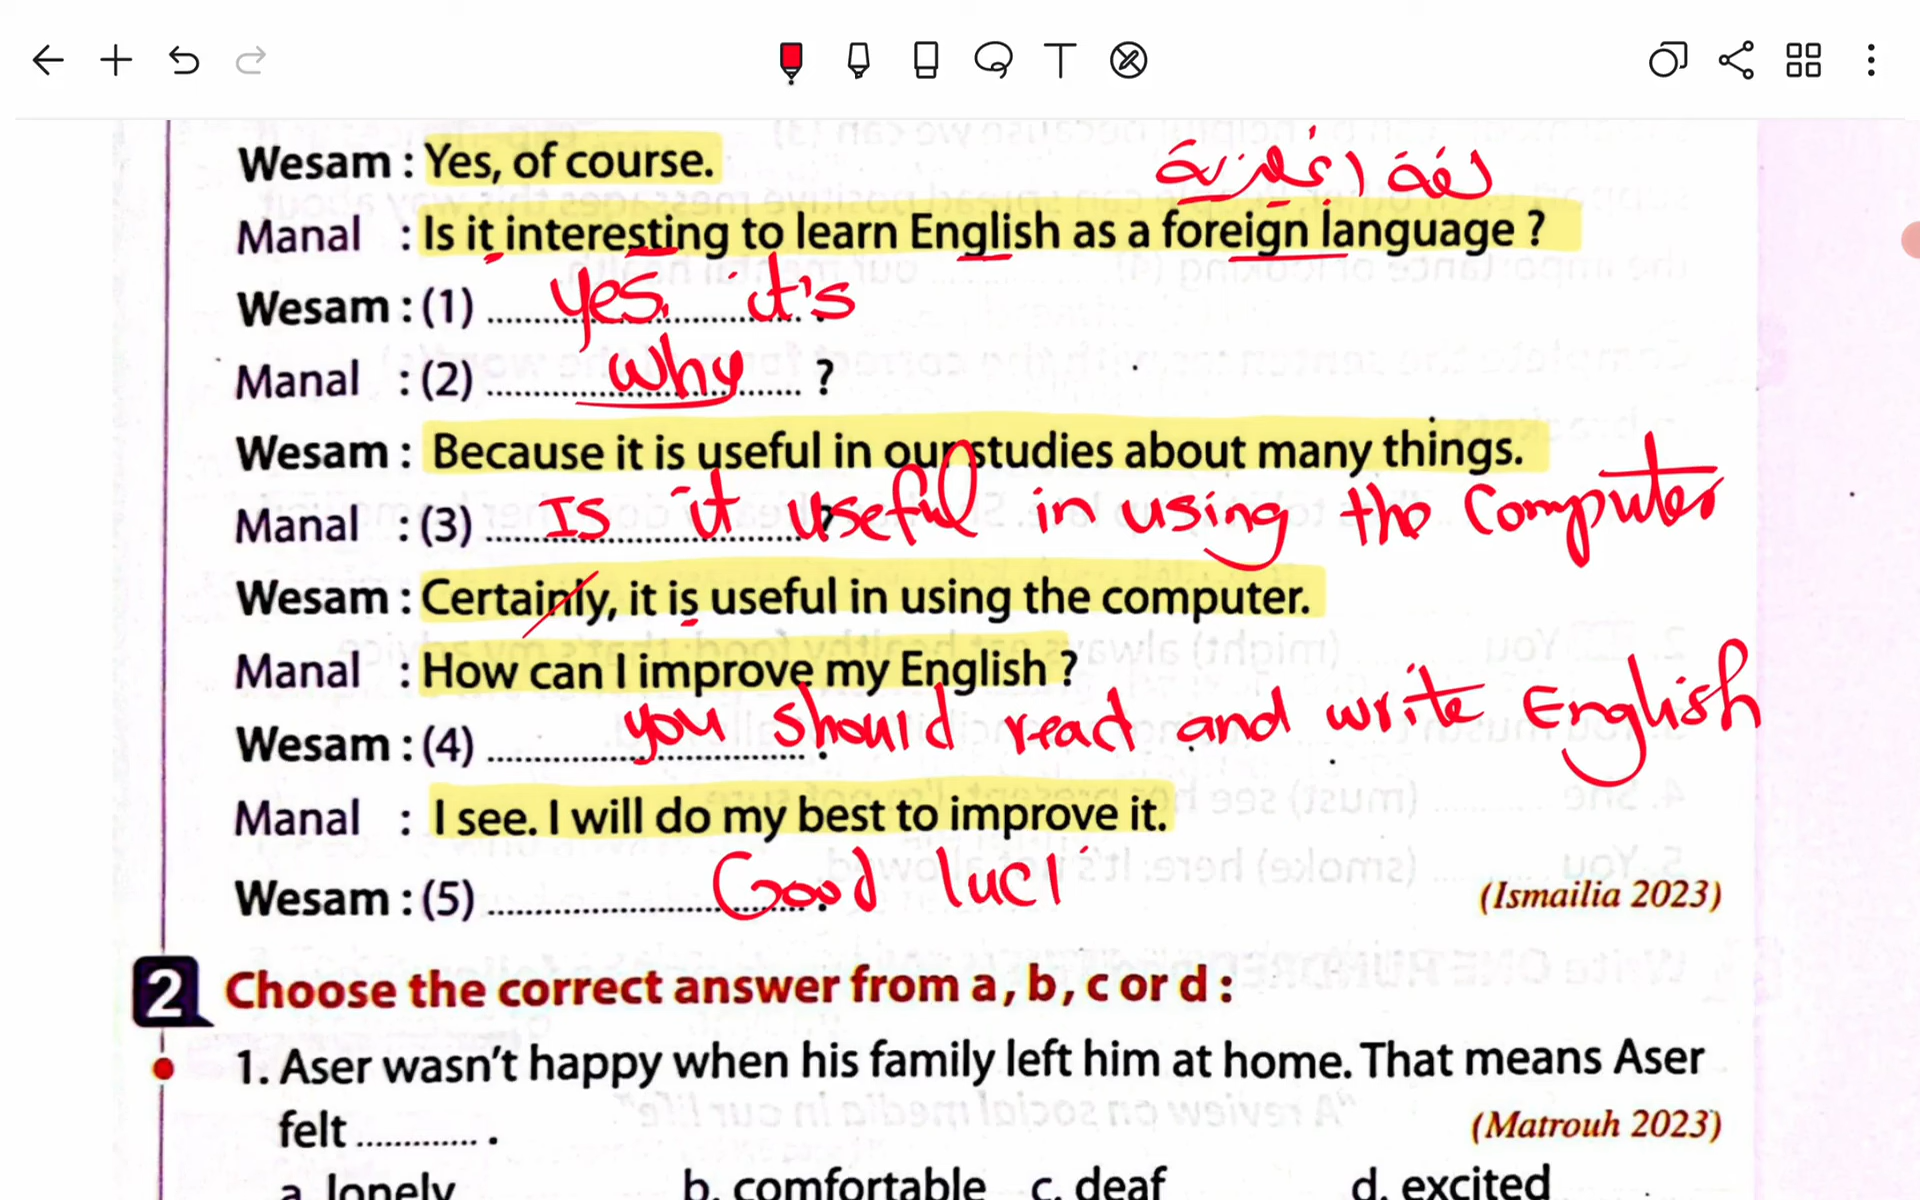 Wesam : Yes, of course.
لغة
Manal : Is it interesting to learn English as a foreign language ?
Wesam : (1) .................... yes, it's
Manal : (2) .................... why ?
Wesam : Because it is useful in our studies about many things.
Manal : (3) .................... Is it useful in using the Computer ?
Wesam : Certainly, it is useful in using the computer.
Manal : How can I improve my English ?
Wesam : (4) .................... you should read and write English .
Manal : I see. I will do my best to improve it.
Wesam : (5) .................... Good luc
(Ismailia 2023)
2 Choose the correct answer from a, b, c or d :
1. Aser wasn't happy when his family left him at home. That means Aser
felt ............. .
(Matrouh 2023)
a. lonely b. comfortable c. deaf d. excited